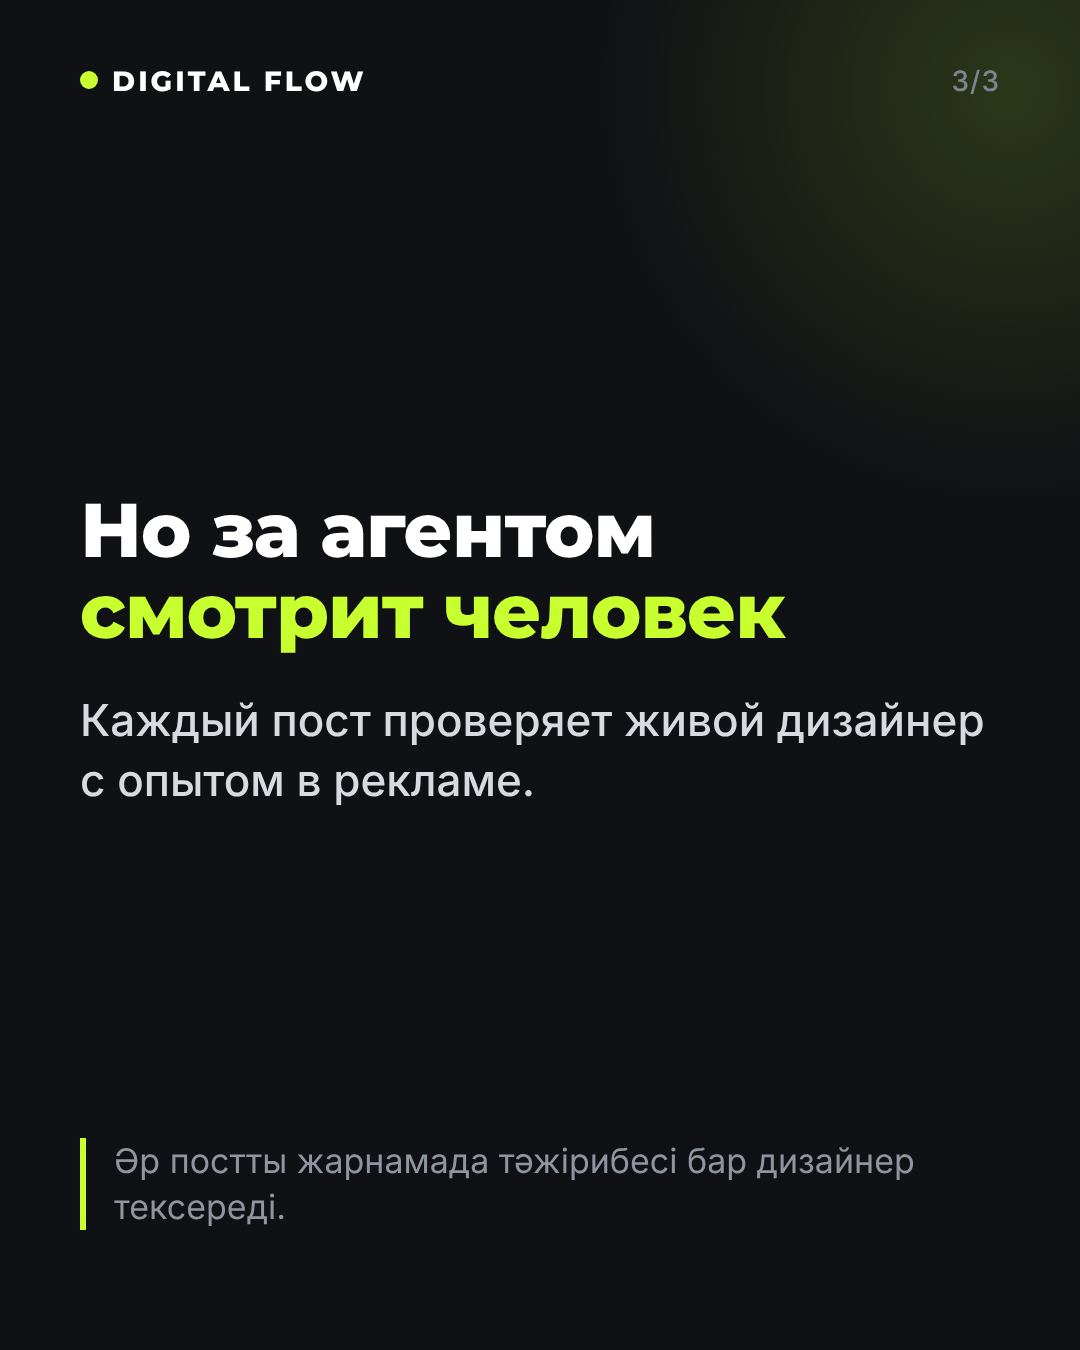 DIGITAL FLOW
3/3
Но за агентом
смотрит человек
Каждый пост проверяет живой дизайнер
с опытом в рекламе.
Әр постты жарнамада тәжірибесі бар дизайнер
тексереді.